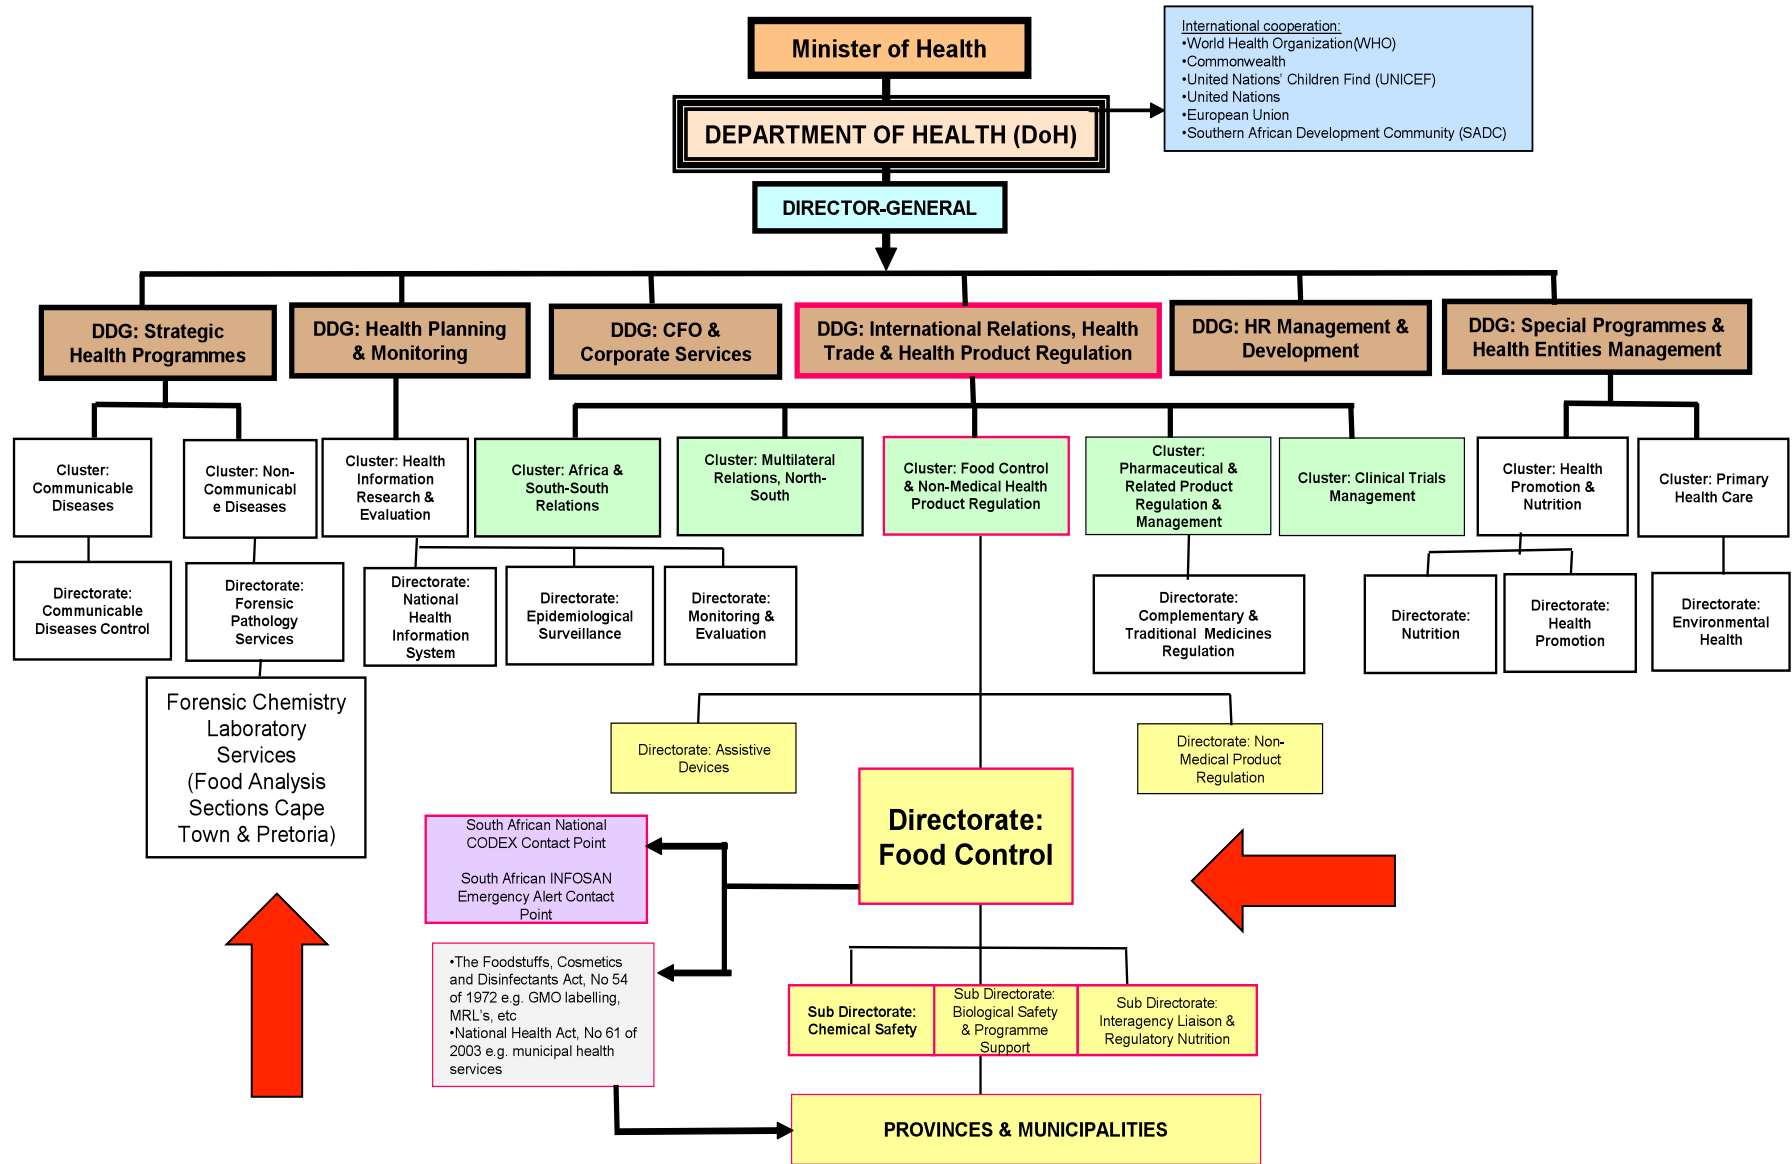 Minister of Health
International cooperation:
•World Health Organization(WHO)
•Commonwealth
•United Nations' Children Find (UNICEF)
•United Nations
•European Union
•Southern African Development Community (SADC)
DEPARTMENT OF HEALTH (DoH)
DIRECTOR-GENERAL
DDG: Strategic
Health Programmes
DDG: Health Planning
& Monitoring
DDG: CFO &
Corporate Services
DDG: International Relations, Health
Trade & Health Product Regulation
DDG: HR Management &
Development
DDG: Special Programmes &
Health Entities Management
Cluster:
Communicable
Diseases
Cluster: Non-
Communicabl
e Diseases
Cluster: Health
Information
Research &
Evaluation
Cluster: Africa &
South-South
Relations
Cluster: Multilateral
Relations, North-
South
Cluster: Food Control
& Non-Medical Health
Product Regulation
Cluster:
Pharmaceutical &
Related Product
Regulation &
Management
Cluster: Clinical Trials
Management
Cluster: Health
Promotion &
Nutrition
Cluster: Primary
Health Care
Directorate:
Communicable
Diseases Control
Directorate:
Forensic
Pathology
Services
Directorate:
National
Health
Information
System
Directorate:
Epidemiological
Surveillance
Directorate:
Monitoring &
Evaluation
Directorate:
Complementary &
Traditional Medicines
Regulation
Directorate:
Nutrition
Directorate:
Health
Promotion
Directorate:
Environmental
Health
Forensic Chemistry
Laboratory
Services
(Food Analysis
Sections Cape
Town & Pretoria)
Directorate: Assistive
Devices
Directorate: Non-
Medical Product
Regulation
Directorate:
Food Control
South African National
CODEX Contact Point
South African INFOSAN
Emergency Alert Contact
Point
•The Foodstuffs, Cosmetics
and Disinfectants Act, No 54
of 1972 e.g. GMO labelling,
MRL's, etc
•National Health Act, No 61 of
2003 e.g. municipal health
services
Sub Directorate:
Chemical Safety
Sub Directorate:
Biological Safety
& Programme
Support
Sub Directorate:
Interagency Liaison &
Regulatory Nutrition
PROVINCES & MUNICIPALITIES